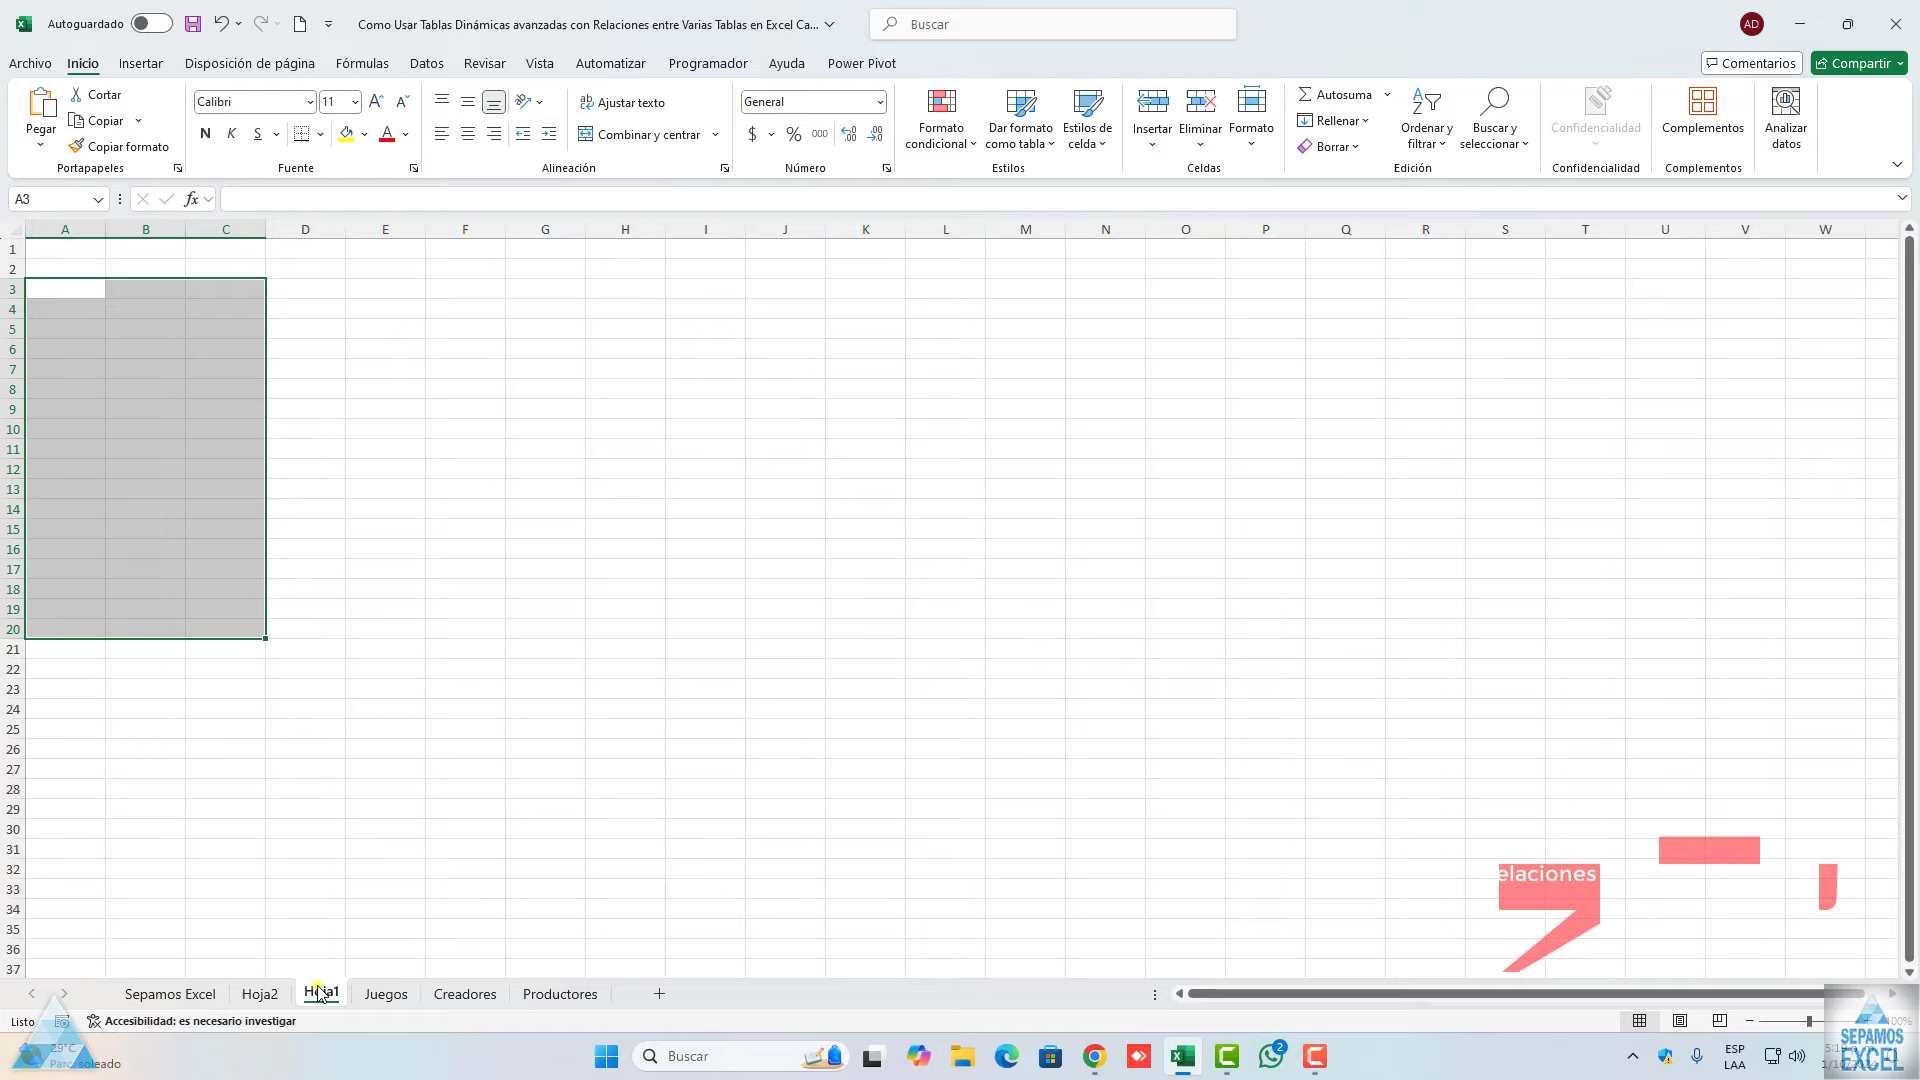 Autoguardado
Como Usar Tablas Dinámicas avanzadas con Relaciones entre Varias Tablas en Excel Ca...
Buscar
AD
Archivo Inicio Insertar Disposición de página Fórmulas Datos Revisar Vista Automatizar Programador Ayuda Power Pivot
Comentarios Compartir
Pegar
Cortar
Copiar
Copiar formato
Portapapeles
Calibri 11
N K S
Fuente
Ajustar texto
Combinar y centrar
Alineación
General
$ % 000
Número
Formato condicional
Dar formato como tabla
Estilos de celda
Estilos
Insertar Eliminar Formato
Celdas
Autosuma
Rellenar
Borrar
Ordenar y filtrar
Buscar y seleccionar
Edición
Confidencialidad
Confidencialidad
Complementos
Complementos
Analizar datos
A3
fx
A B C D E F G H I J K L M N O P Q R S T U V W
1
2
3
4
5
6
7
8
9
10
11
12
13
14
15
16
17
18
19
20
21
22
23
24
25
26
27
28
29
30
31
32
33
34
35
36
37
elaciones
Sepamos Excel Hoja2 Hoja1 Juegos Creadores Productores
Listo
Accesibilidad: es necesario investigar
29°C
Parc. soleado
Buscar
2
ESP
LAA
SEPAMOS
EXCEL